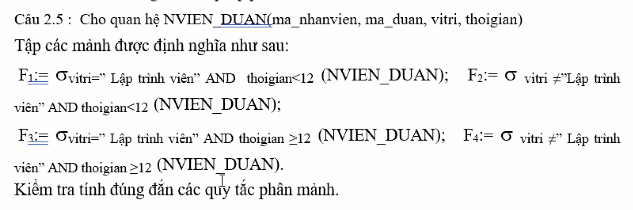 Câu 2.5 : Cho quan hệ NVIEN_DUAN(ma_nhanvien, ma_duan, vitri, thoigian)
Tập các mảnh được định nghĩa như sau:
F1:= σvitri=” Lập trình viên” AND thoigian<12 (NVIEN_DUAN); F2:= σ vitri ≠”Lập trình
viên” AND thoigian<12 (NVIEN_DUAN);
F3:= σvitri=” Lập trình viên” AND thoigian ≥12 (NVIEN_DUAN); F4:= σ vitri ≠” Lập trình
viên” AND thoigian ≥12 (NVIEN_DUAN).
Kiểm tra tính đúng đắn các quy tắc phân mảnh.